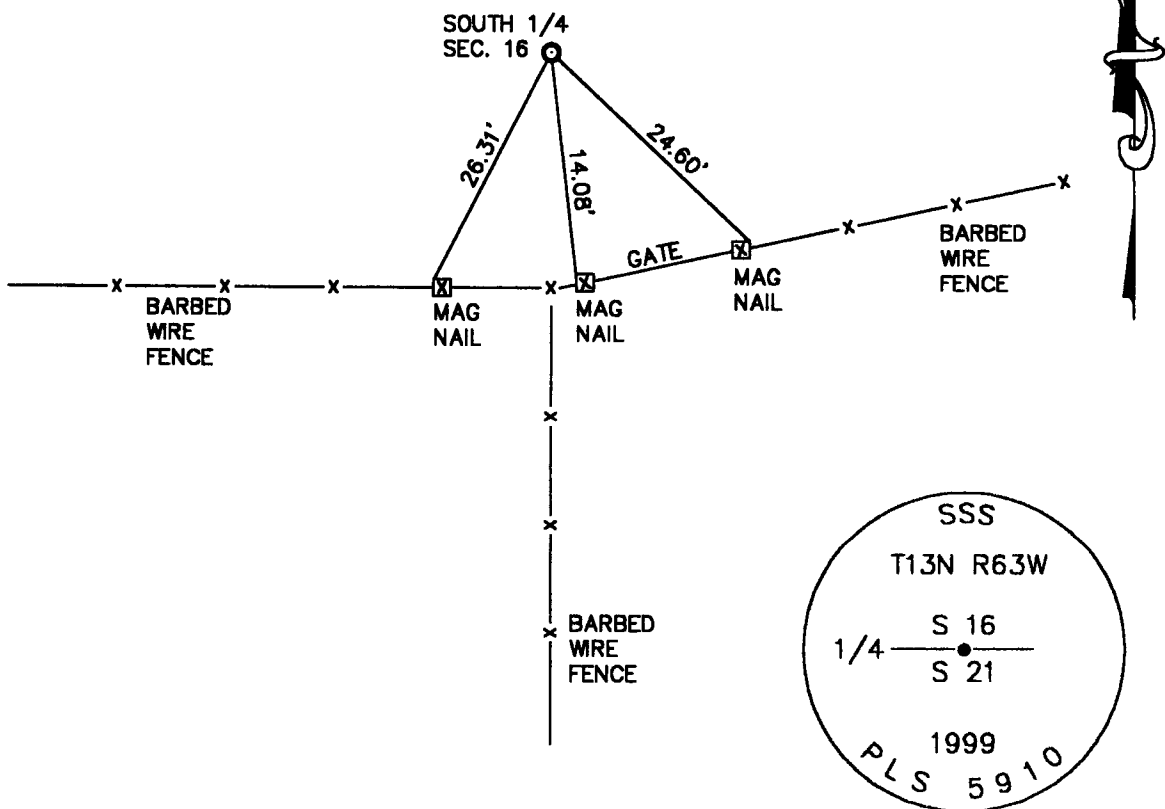 SOUTH 1/4
SEC. 16
26.31'
14.08'
24.60'
GATE
BARBED
WIRE
FENCE
MAG
NAIL
MAG
NAIL
MAG
NAIL
BARBED
WIRE
FENCE
BARBED
WIRE
FENCE
SSS
T13N R63W
S 16
1/4
S 21
1999
PLS 5910